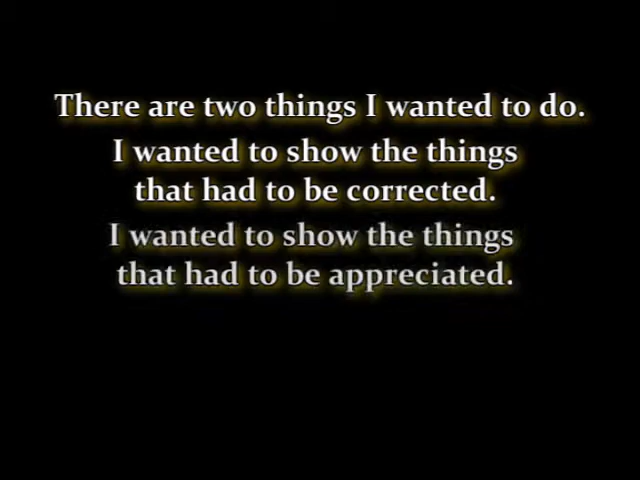 There are two things I wanted to do.
I wanted to show the things
that had to be corrected.
I wanted to show the things
that had to be appreciated.